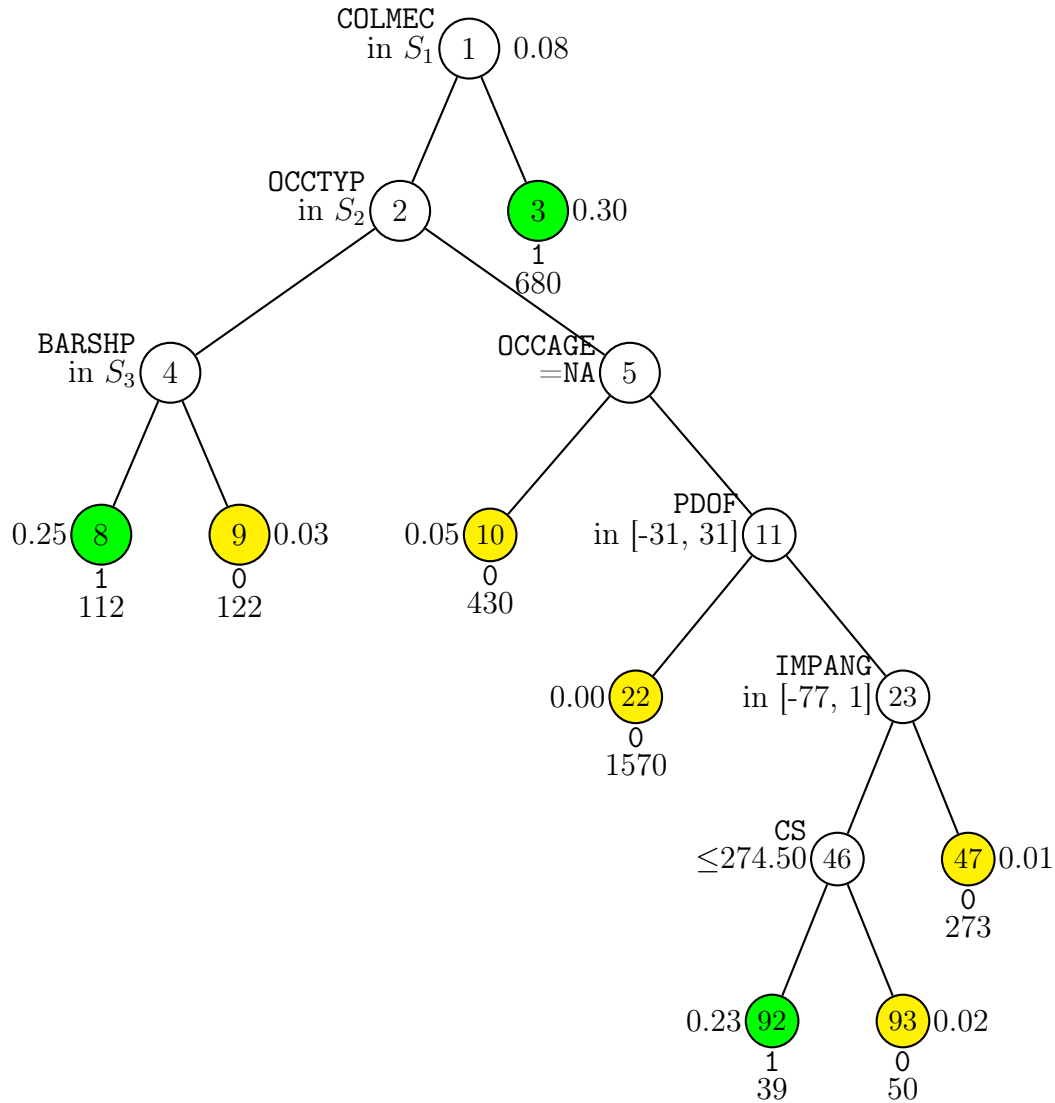 COLMEC
in S₁ 1 0.08
OCCTYP
in S₂ 2 3 0.30
1
680
BARSHP
in S₃ 4
OCCAGE
=NA 5
0.25 8 9 0.03
1 0
112 122
0.05 10
0
430
PDOF
in [-31, 31] 11
0.00 22
0
1570
IMPANG
in [-77, 1] 23
CS
≤274.50 46 47 0.01
0
273
0.23 92 93 0.02
1 0
39 50